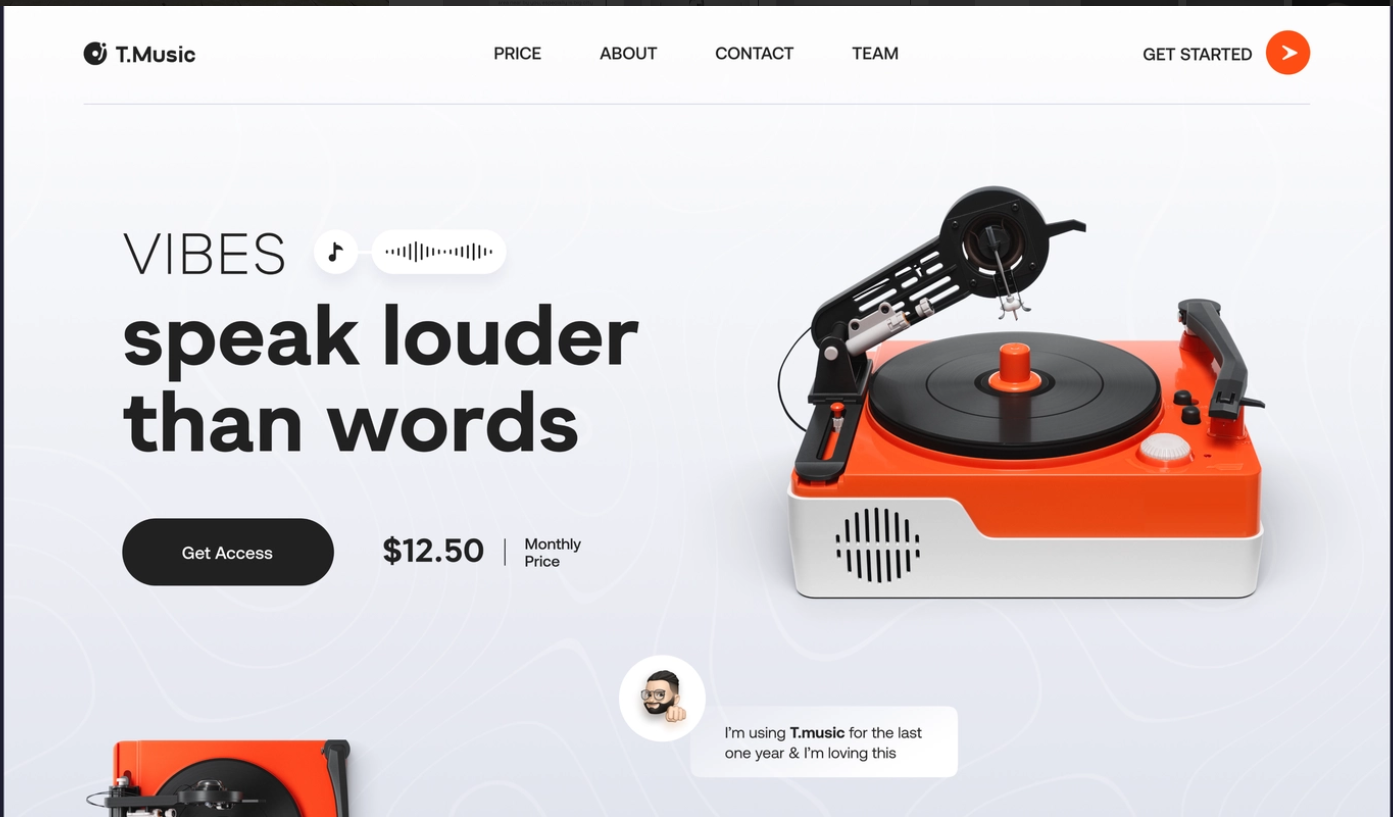 T.Music
PRICE
ABOUT
CONTACT
TEAM
GET STARTED
VIBES
speak louder
than words
Get Access
$12.50
Monthly
Price
I'm using T.music for the last
one year & I'm loving this